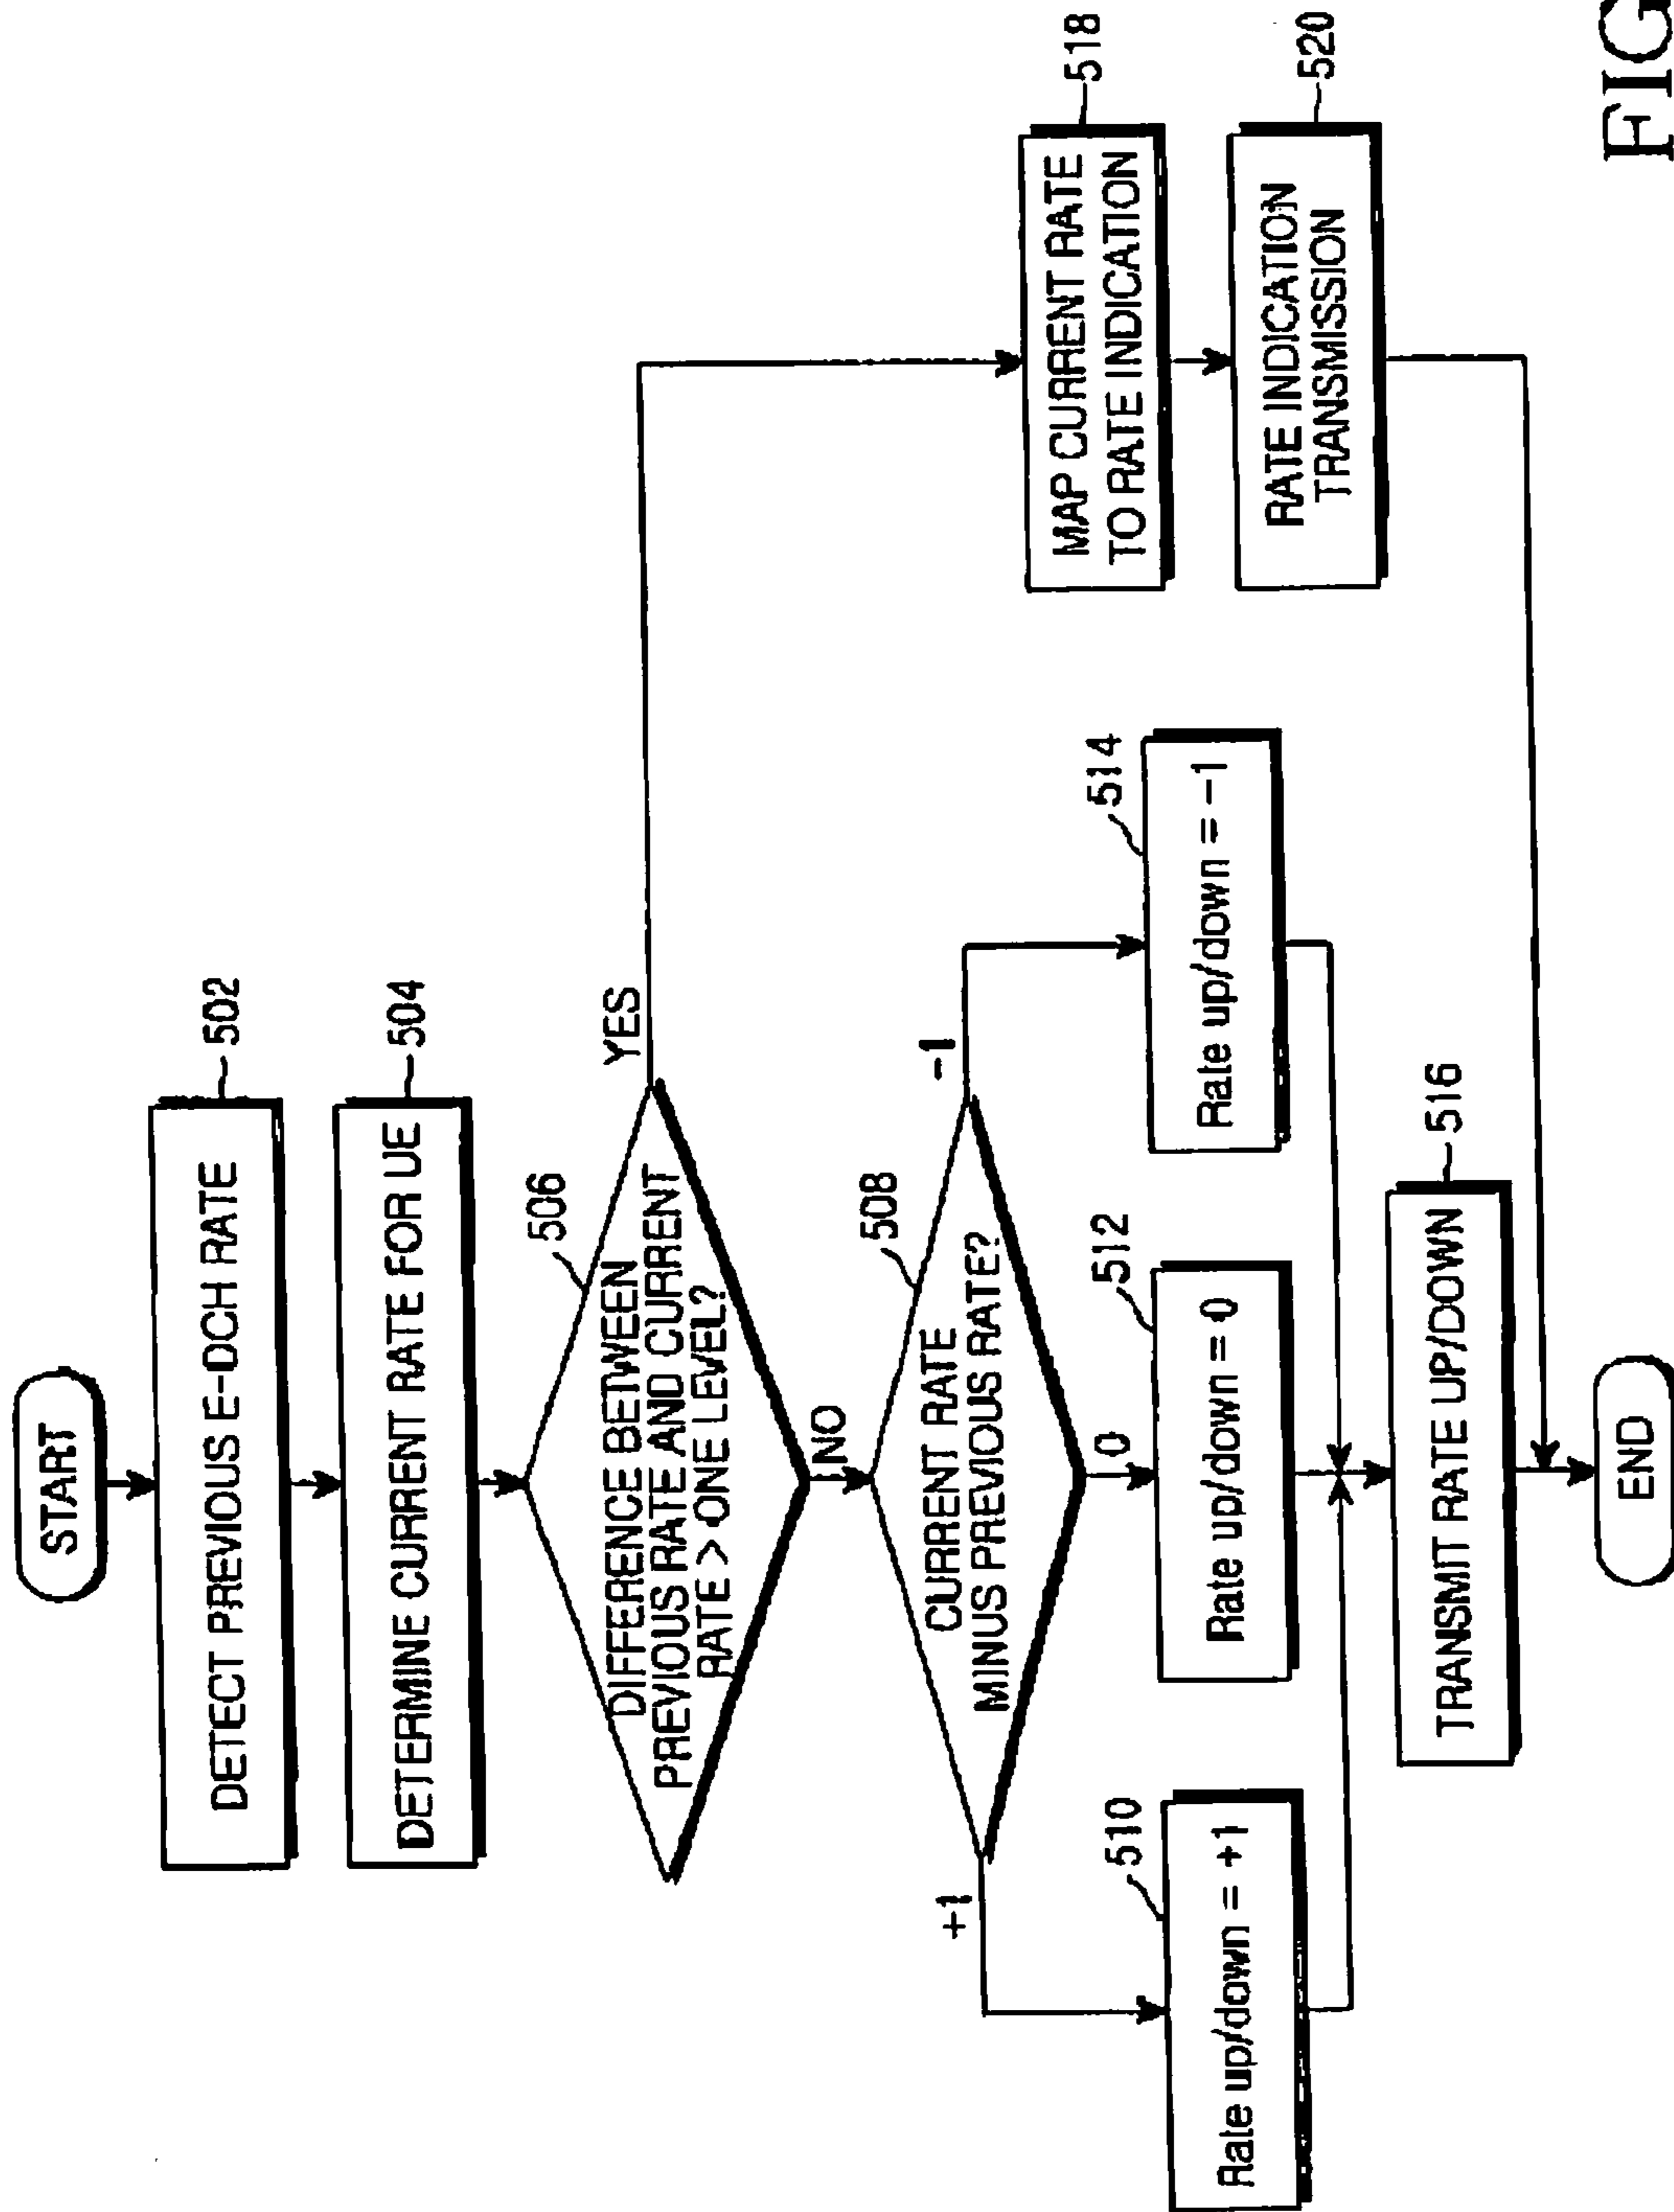 START
DETECT PREVIOUS E-DCH RATE
502
DETERMINE CURRENT RATE FOR UE
504
506
DIFFERENCE BETWEEN
PREVIOUS RATE AND CURRENT
RATE > ONE LEVEL?
YES
NO
508
CURRENT RATE
MINUS PREVIOUS RATE?
+1
0
-1
510
Rate up/down = +1
512
Rate up/down = 0
514
Rate up/down = -1
TRANSMIT RATE UP/DOWN
516
MAP CURRENT RATE
TO RATE INDICATION
518
RATE INDICATION
TRANSMISSION
520
END
FIG